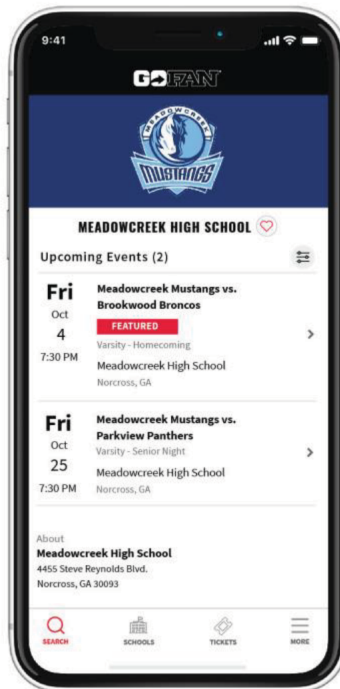 9:41
GOFAN
MEADOWCREEK
MUSTANGS
MEADOWCREEK HIGH SCHOOL
Upcoming Events (2)
Fri
Oct
4
7:30 PM
Meadowcreek Mustangs vs.
Brookwood Broncos
FEATURED
Varsity - Homecoming
Meadowcreek High School
Norcross, GA
Fri
Oct
25
7:30 PM
Meadowcreek Mustangs vs.
Parkview Panthers
Varsity - Senior Night
Meadowcreek High School
Norcross, GA
About
Meadowcreek High School
4455 Steve Reynolds Blvd.
Norcross, GA 30093
SEARCH
SCHOOLS
TICKETS
MORE